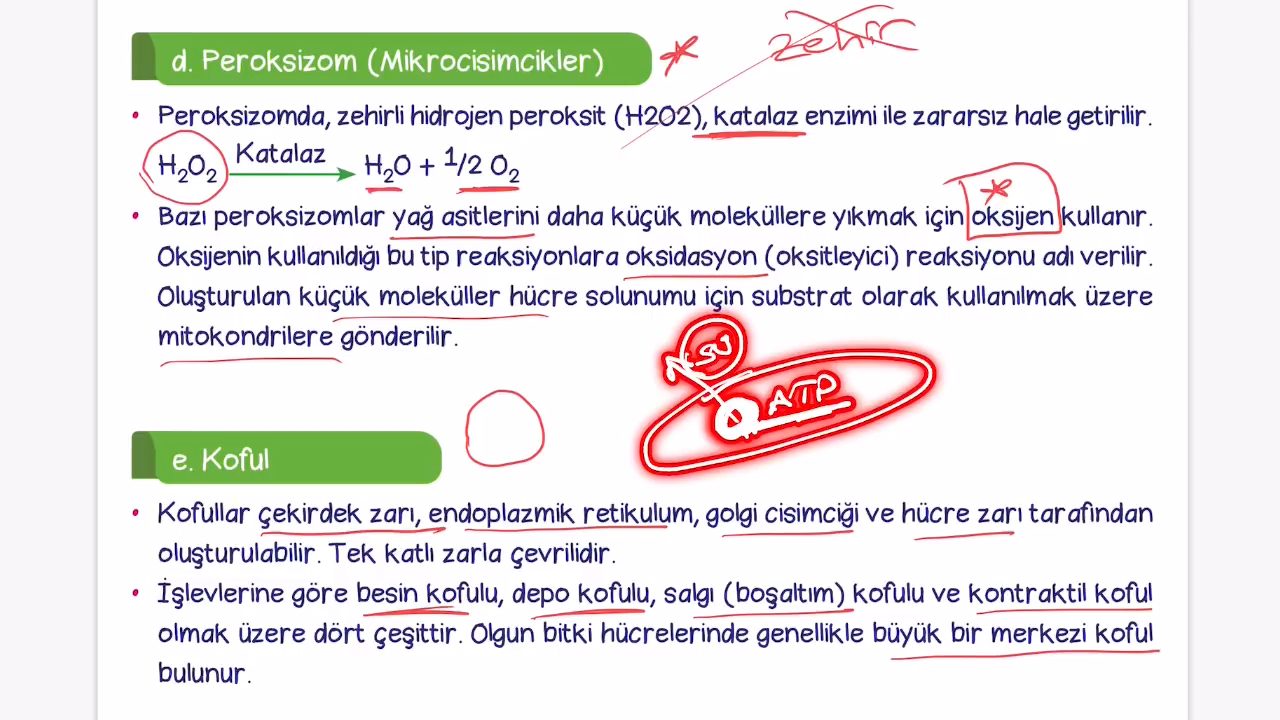 zehir
d. Peroksizom (Mikrocisimcikler) *
• Peroksizomda, zehirli hidrojen peroksit (H2O2), katalaz enzimi ile zararsız hale getirilir.
H₂O₂ Katalaz H₂O + 1/2 O₂
• Bazı peroksizomlar yağ asitlerini daha küçük moleküllere yıkmak için oksijen kullanır.
Oksijenin kullanıldığı bu tip reaksiyonlara oksidasyon (oksitleyici) reaksiyonu adı verilir.
Oluşturulan küçük moleküller hücre solunumu için substrat olarak kullanılmak üzere
mitokondrilere gönderilir.
SU
ATP
e. Koful
• Kofullar çekirdek zarı, endoplazmik retikulum, golgi cisimciği ve hücre zarı tarafından
oluşturulabilir. Tek katlı zarla çevrilidir.
• İşlevlerine göre besin kofulu, depo kofulu, salgı (boşaltım) kofulu ve kontraktil koful
olmak üzere dört çeşittir. Olgun bitki hücrelerinde genellikle büyük bir merkezi koful
bulunur.